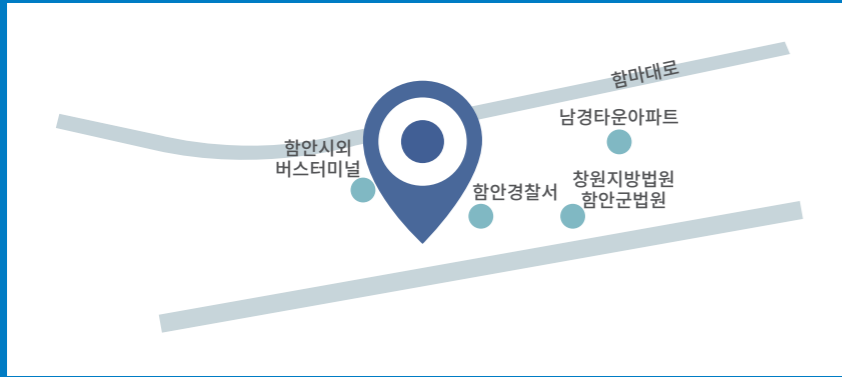 함마대로
남경타운아파트
함안시외
버스터미널
함안경찰서
창원지방법원
함안군법원